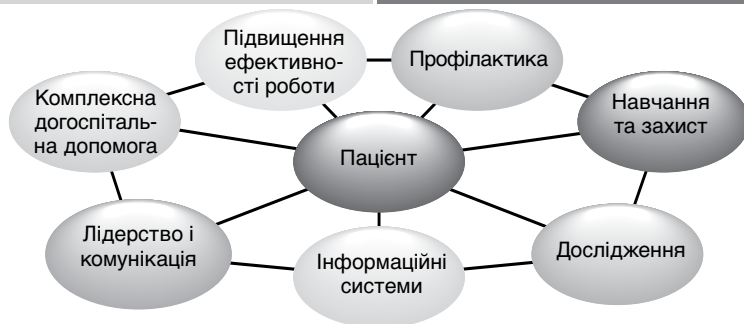 Підвищення
ефективно-
сті роботи
Профілактика
Комплексна
догоспіталь-
на допомога
Навчання
та захист
Пацієнт
Лідерство і
комунікація
Інформаційні
системи
Дослідження